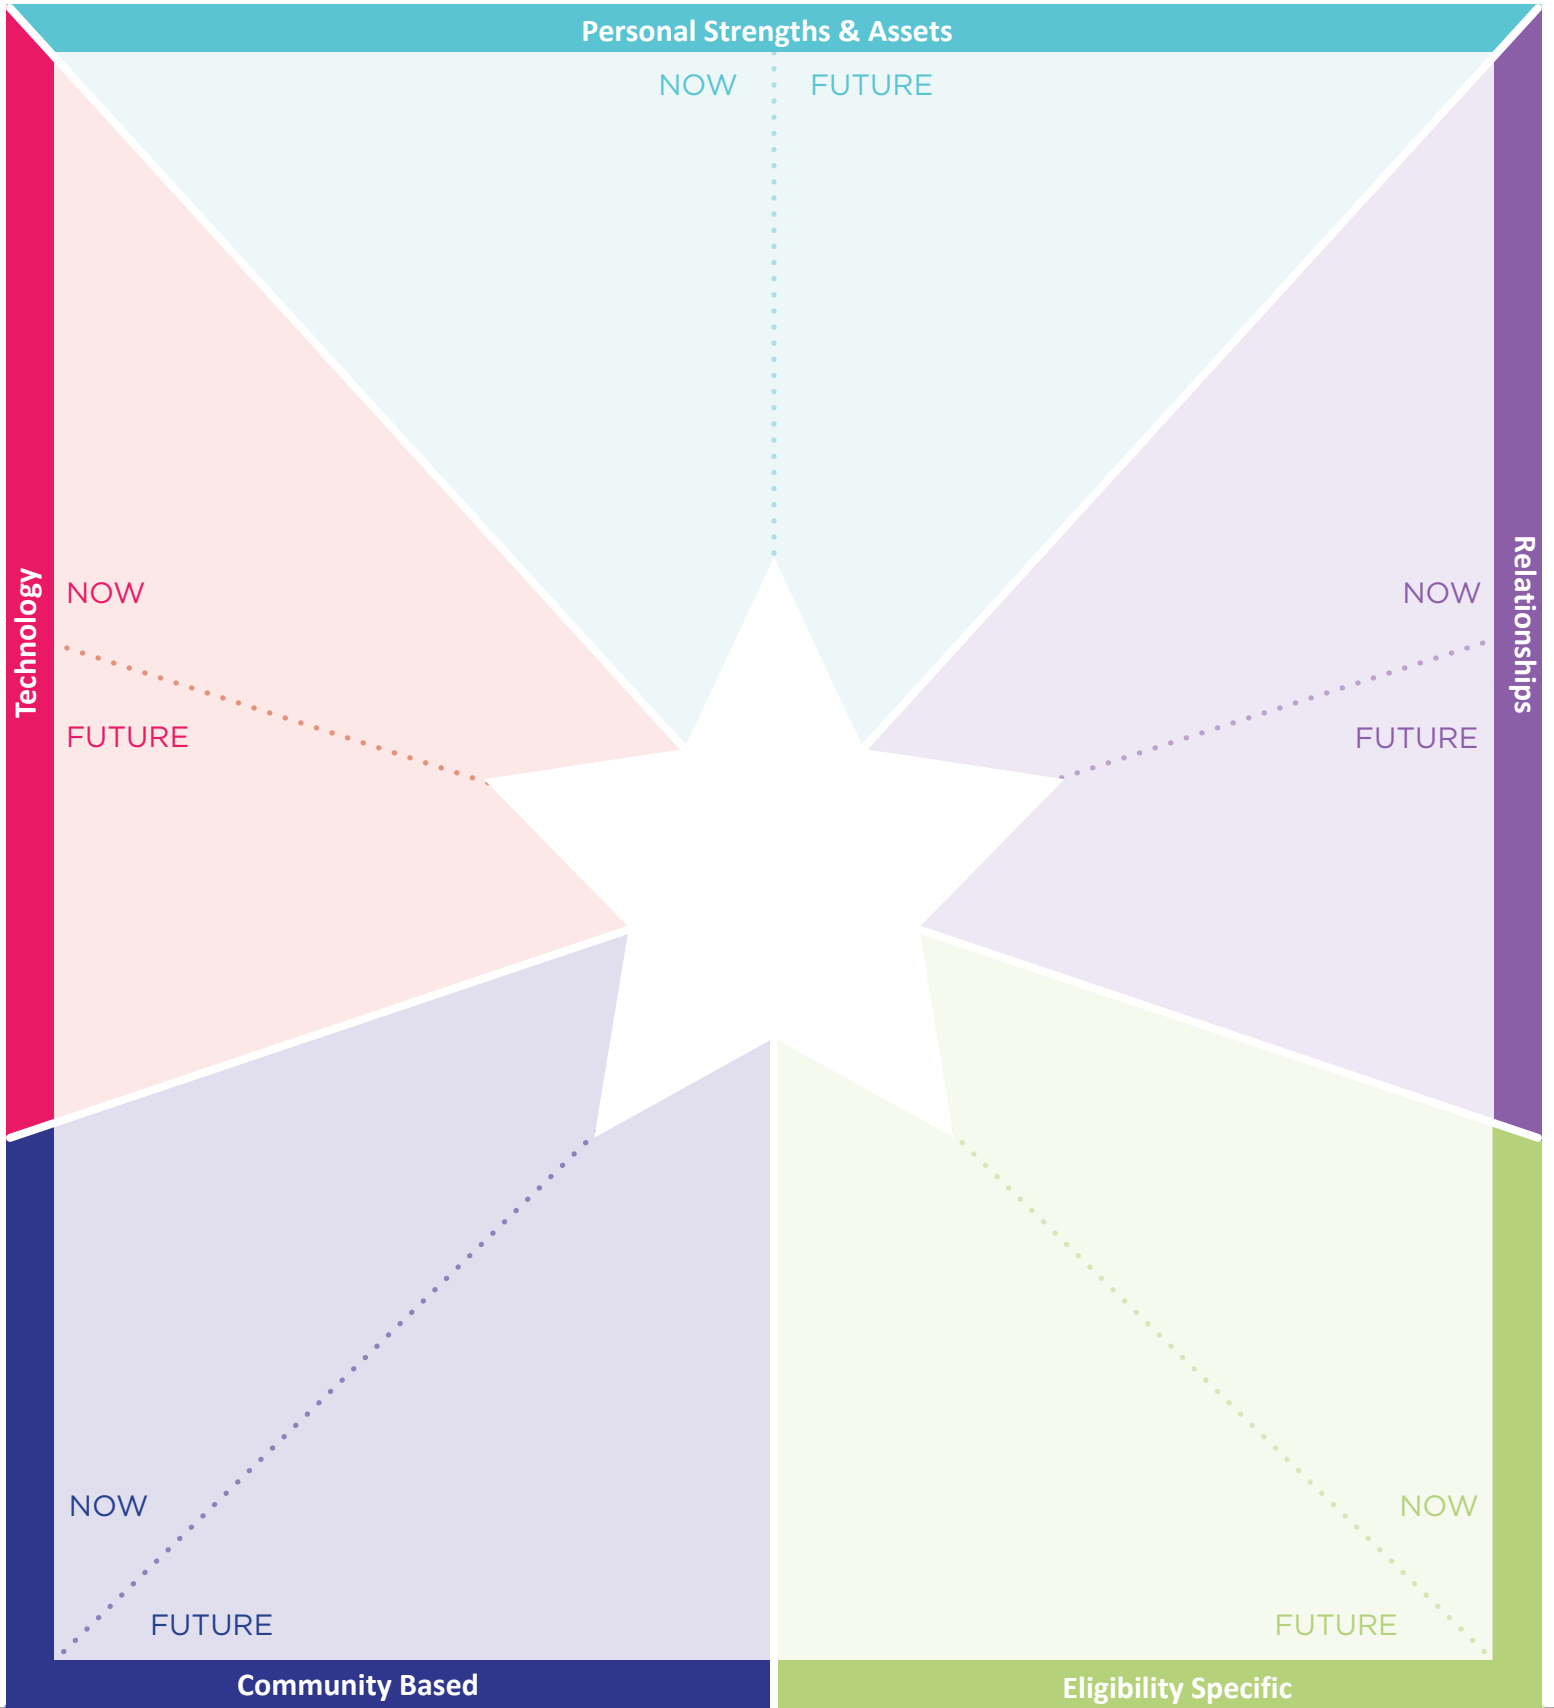 Personal Strengths & Assets
NOW
FUTURE
Technology
NOW
FUTURE
Relationships
NOW
FUTURE
NOW
FUTURE
Community Based
NOW
FUTURE
Eligibility Specific